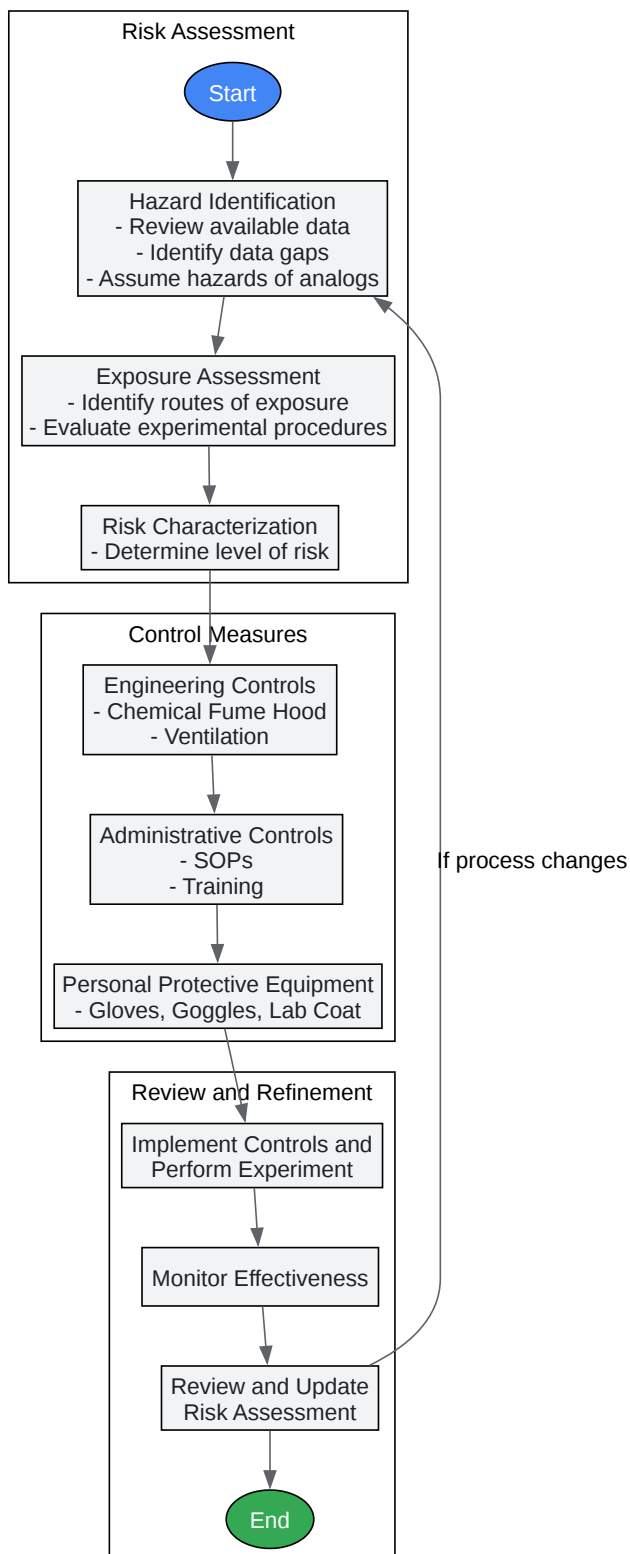 Risk Assessment
Start
Hazard Identification
- Review available data
- Identify data gaps
- Assume hazards of analogs
Exposure Assessment
- Identify routes of exposure
- Evaluate experimental procedures
Risk Characterization
- Determine level of risk
Control Measures
Engineering Controls
- Chemical Fume Hood
- Ventilation
Administrative Controls
- SOPs
- Training
If process changes
Personal Protective Equipment
- Gloves, Goggles, Lab Coat
Review and Refinement
Implement Controls and
Perform Experiment
Monitor Effectiveness
Review and Update
Risk Assessment
End